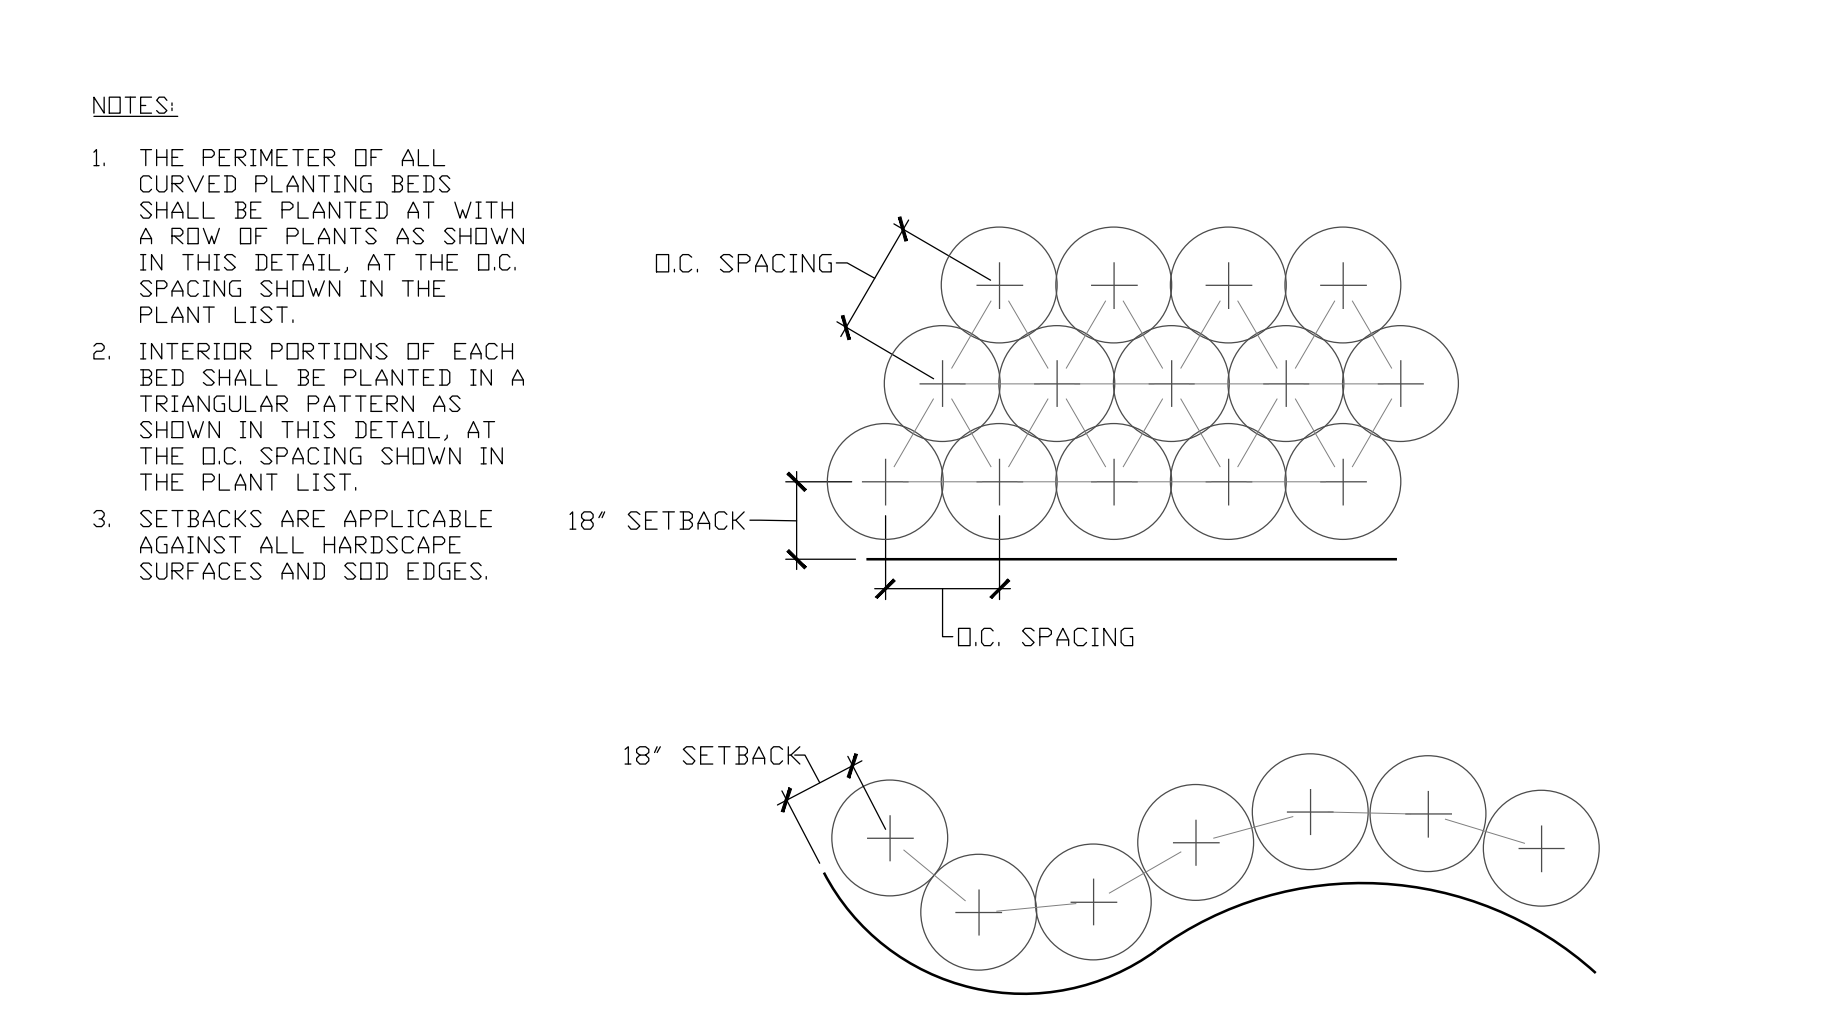 NOTES:
1. THE PERIMETER OF ALL
CURVED PLANTING BEDS
SHALL BE PLANTED AT WITH
A ROW OF PLANTS AS SHOWN
IN THIS DETAIL, AT THE O.C.
SPACING SHOWN IN THE
PLANT LIST.
2. INTERIOR PORTIONS OF EACH
BED SHALL BE PLANTED IN A
TRIANGULAR PATTERN AS
SHOWN IN THIS DETAIL, AT
THE O.C. SPACING SHOWN IN
THE PLANT LIST.
3. SETBACKS ARE APPLICABLE
AGAINST ALL HARDSCAPE
SURFACES AND SOD EDGES.
O.C. SPACING
18" SETBACK
O.C. SPACING
18" SETBACK